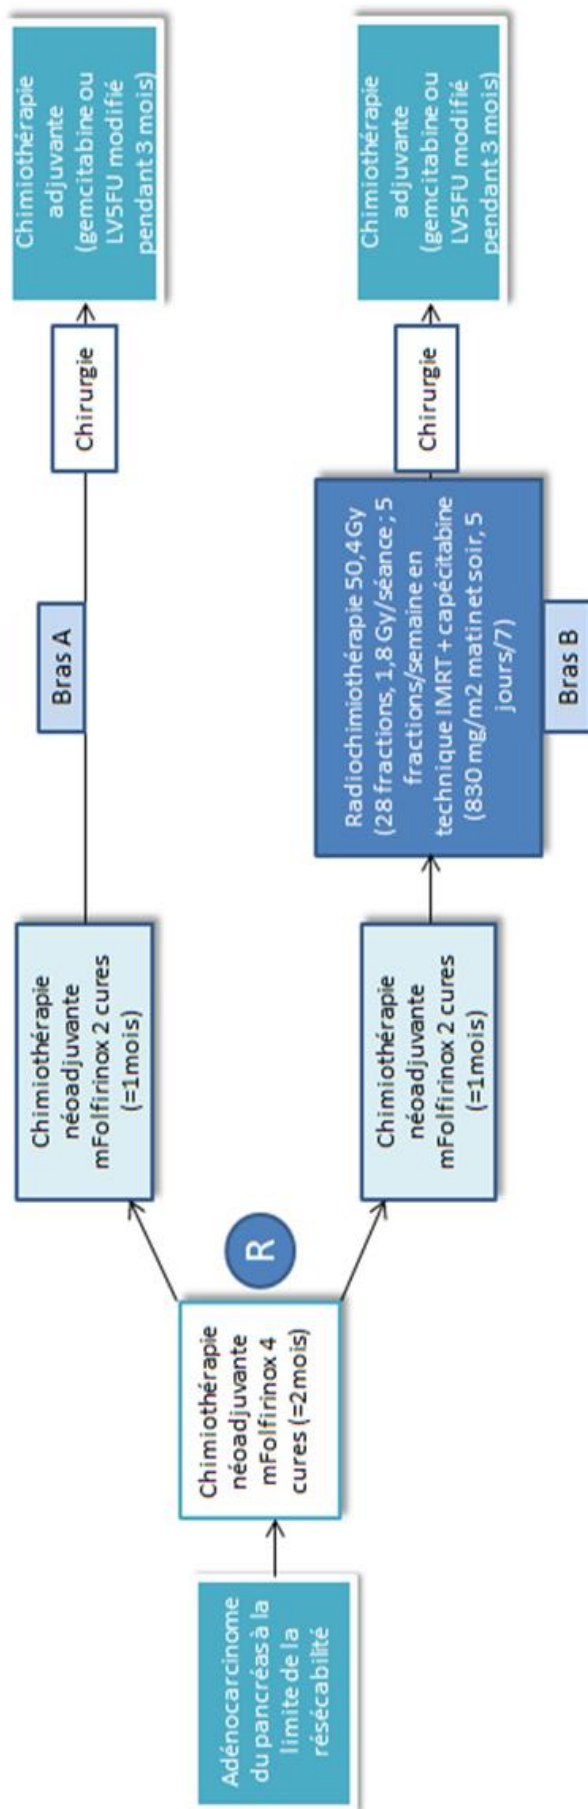 Adénocarcinome
du pancréas à la
limite de la
résécabilité
Chimiothérapie
néoadjuvante
mFolfirinox 4
cures (=2mois)
R
Chimiothérapie
néoadjuvante
mFolfirinox 2 cures
(=1mois)
Bras A
Chirurgie
Chimiothérapie
adjuvante
(gemcitabine ou
LV5FU modifié
pendant 3 mois)
Chimiothérapie
néoadjuvante
mFolfirinox 2 cures
(=1mois)
Radiochimiothérapie 50,4 Gy
(28 fractions, 1,8 Gy/séance ; 5
fractions/semaine en
technique IMRT + capécitabine
(830 mg/m2 matin et soir, 5
jours/7)
Bras B
Chirurgie
Chimiothérapie
adjuvante
(gemcitabine ou
LV5FU modifié
pendant 3 mois)